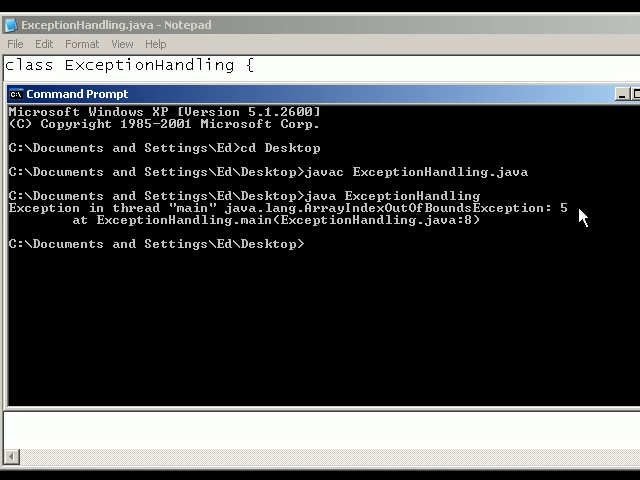 ExceptionHandling.java - Notepad
File Edit Format View Help
class ExceptionHandling {
Command Prompt
Microsoft Windows XP [Version 5.1.2600]
(C) Copyright 1985-2001 Microsoft Corp.
C:\Documents and Settings\Ed>cd Desktop
C:\Documents and Settings\Ed\Desktop>javac ExceptionHandling.java
C:\Documents and Settings\Ed\Desktop>java ExceptionHandling
Exception in thread "main" java.lang.ArrayIndexOutOfBoundsException: 5
at ExceptionHandling.main(ExceptionHandling.java:8)
C:\Documents and Settings\Ed\Desktop>